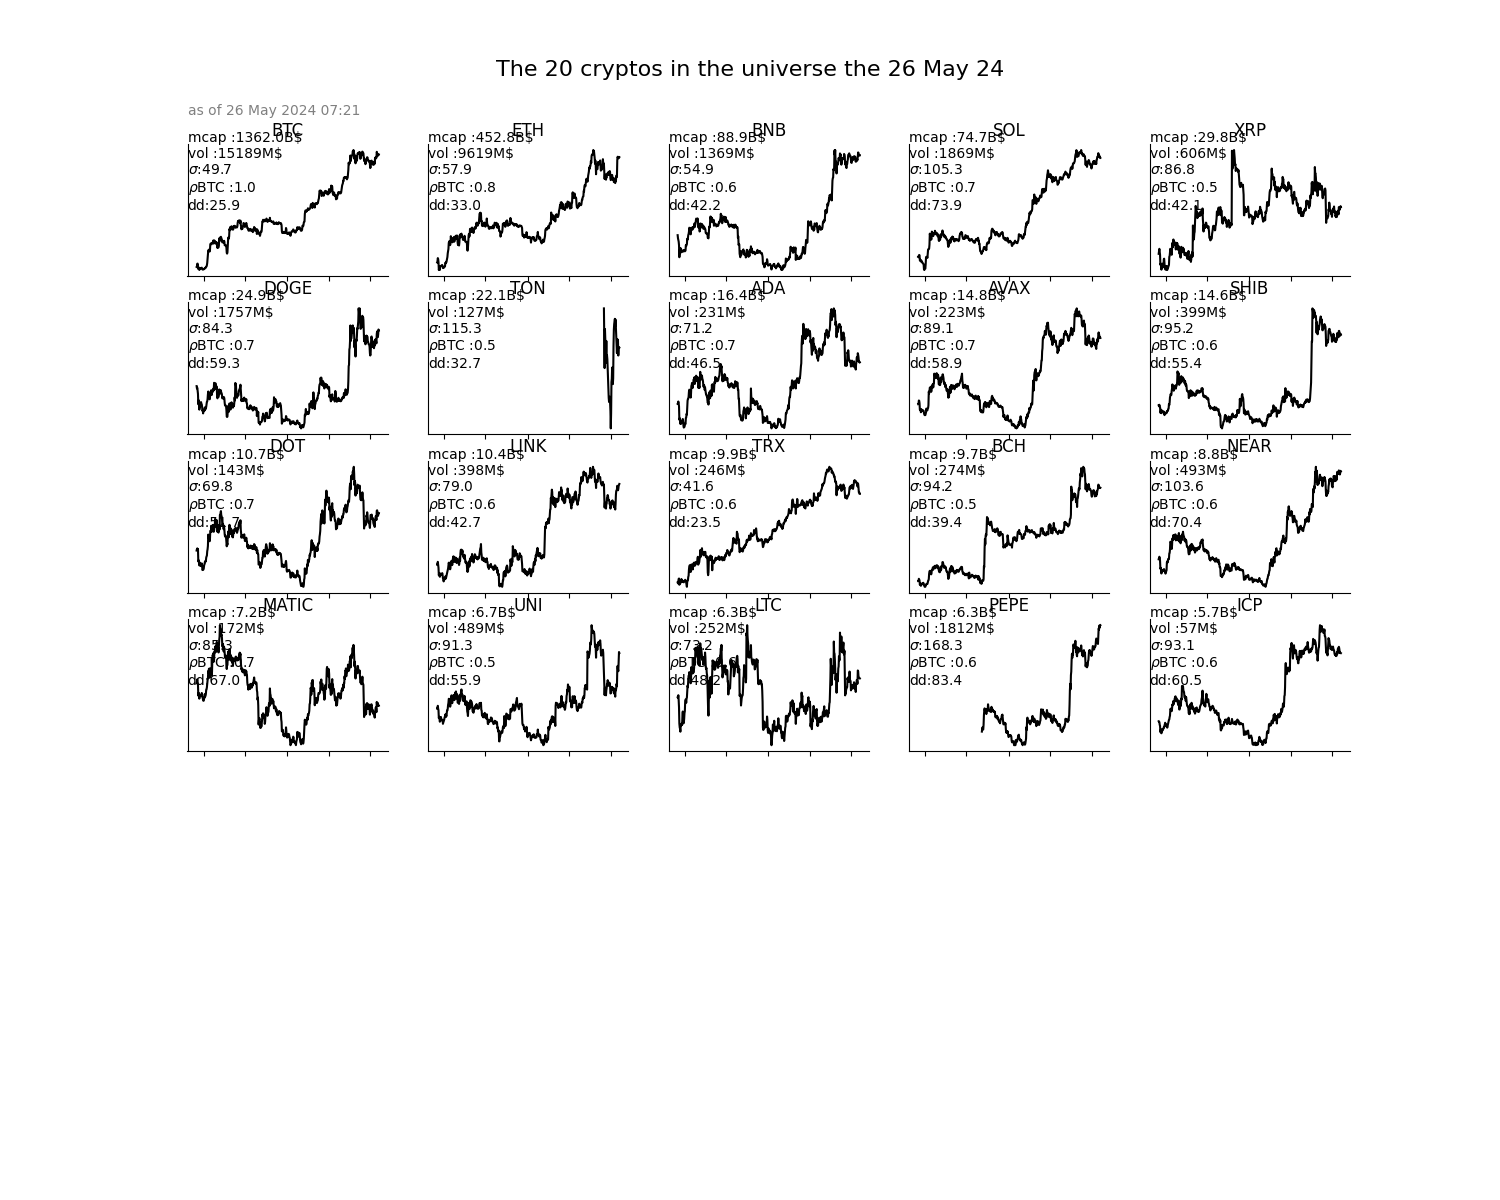 The 20 cryptos in the universe the 26 May 24
as of 26 May 2024 07:21
BTC
mcap :1362.0B$
vol :15189M$
σ:49.7
ρBTC :1.0
dd:25.9
ETH
mcap :452.8B$
vol :9619M$
σ:57.9
ρBTC :0.8
dd:33.0
BNB
mcap :88.9B$
vol :1369M$
σ:54.9
ρBTC :0.6
dd:42.2
SOL
mcap :74.7B$
vol :1869M$
σ:105.3
ρBTC :0.7
dd:73.9
XRP
mcap :29.8B$
vol :606M$
σ:86.8
ρBTC :0.5
dd:42.1
DOGE
mcap :24.9B$
vol :1757M$
σ:84.3
ρBTC :0.7
dd:59.3
TON
mcap :22.1B$
vol :127M$
σ:115.3
ρBTC :0.5
dd:32.7
ADA
mcap :16.4B$
vol :231M$
σ:71.2
ρBTC :0.7
dd:46.5
AVAX
mcap :14.8B$
vol :223M$
σ:89.1
ρBTC :0.7
dd:58.9
SHIB
mcap :14.6B$
vol :399M$
σ:95.2
ρBTC :0.6
dd:55.4
DOT
mcap :10.7B$
vol :143M$
σ:69.8
ρBTC :0.7
LINK
mcap :10.4B$
vol :398M$
σ:79.0
ρBTC :0.6
dd:42.7
TRX
mcap :9.9B$
vol :246M$
σ:41.6
ρBTC :0.6
dd:23.5
BCH
mcap :9.7B$
vol :274M$
σ:94.2
ρBTC :0.5
dd:39.4
NEAR
mcap :8.8B$
vol :493M$
σ:103.6
ρBTC :0.6
dd:70.4
MATIC
mcap :7.2B$
vol :172M$
ρBTC :0.7
dd:67.0
UNI
mcap :6.7B$
vol :489M$
σ:91.3
ρBTC :0.5
dd:55.9
LTC
mcap :6.3B$
vol :252M$
σ:73.2
dd:48.2
PEPE
mcap :6.3B$
vol :1812M$
σ:168.3
ρBTC :0.6
dd:83.4
ICP
mcap :5.7B$
vol :57M$
σ:93.1
ρBTC :0.6
dd:60.5